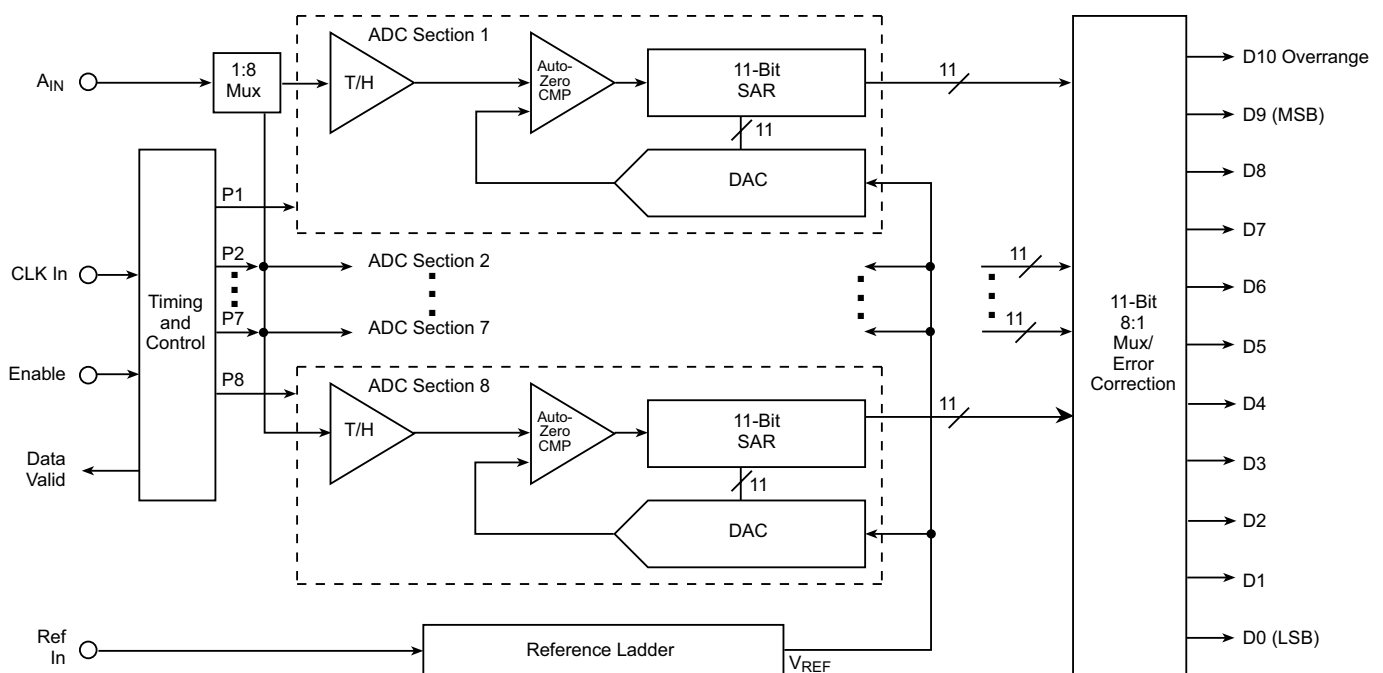 ADC Section 1
A_IN
1:8
Mux
T/H
Auto-
Zero
CMP
11-Bit
SAR
11
11
DAC
D10 Overrange
D9 (MSB)
D8
D7
D6
D5
D4
D3
D2
D1
D0 (LSB)
P1
P2
P7
P8
CLK In
Timing
and
Control
Enable
Data
Valid
ADC Section 2
ADC Section 7
11
11
11-Bit
8:1
Mux/
Error
Correction
ADC Section 8
T/H
Auto-
Zero
CMP
11-Bit
SAR
11
11
DAC
Ref
In
Reference Ladder
V_REF